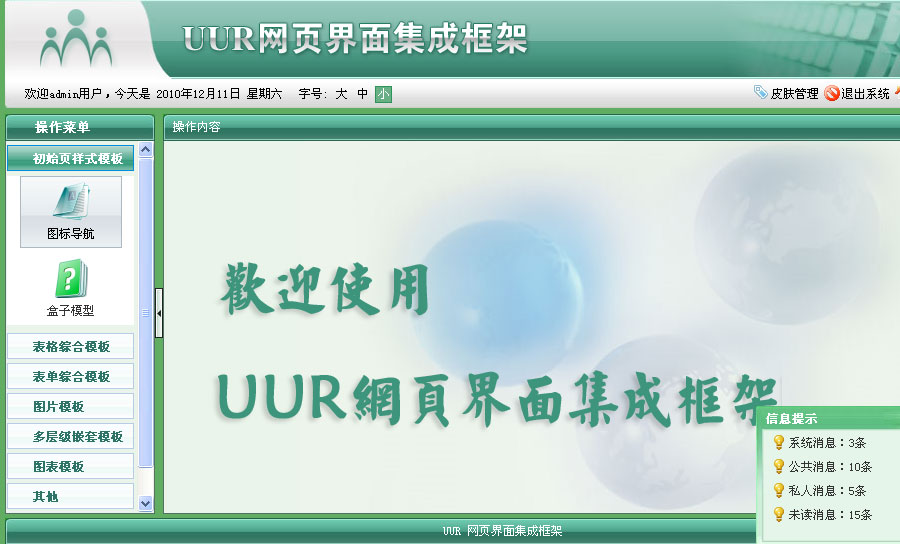 UUR网页界面集成框架
欢迎admin用户，今天是 2010年12月11日 星期六 字号: 大 中 小
皮肤管理 退出系统
操作菜单
操作内容
初始页样式模板
图标导航
盒子模型
表格综合模板
表单综合模板
图片模板
多层级嵌套模板
图表模板
其他
歡迎使用
UUR網頁界面集成框架
信息提示
系统消息：3条
公共消息：10条
私人消息：5条
未读消息：15条
UUR 网页界面集成框架